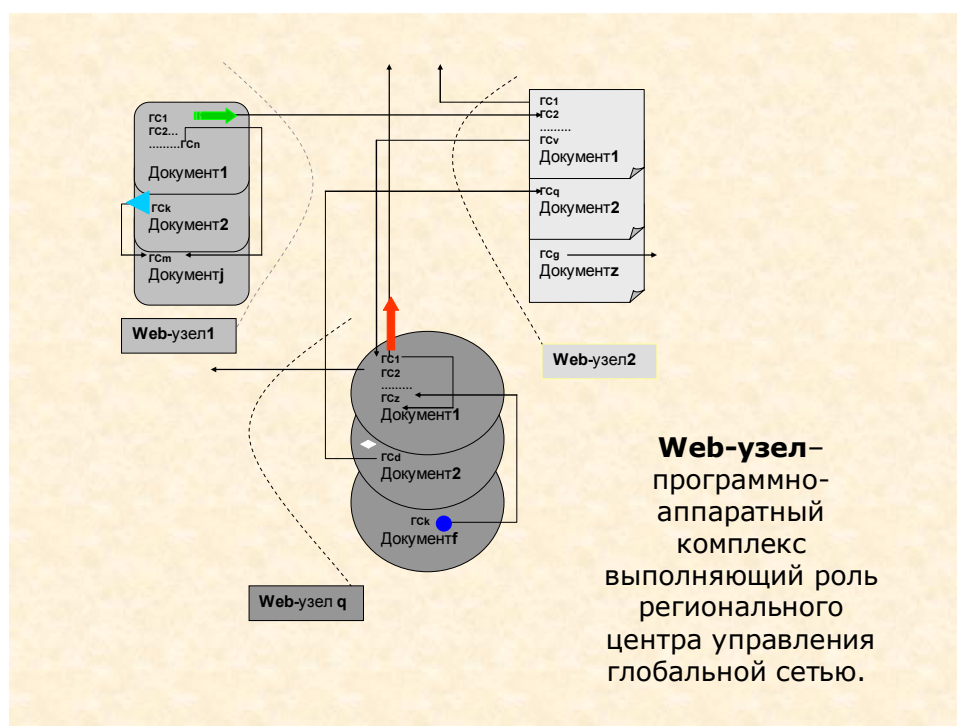 ГС1
ГС2...
.........ГСn
Документ1
ГСk
Документ2
ГСm
Документj
Web-узел1
ГС1
ГС2
.........
ГСv
Документ1
ГСq
Документ2
ГСg
Документz
Web-узел2
ГС1
ГС2
.........
ГСz
Документ1
ГСd
Документ2
ГСk
Документf
Web-узел q
Web-узел–
программно-
аппаратный
комплекс
выполняющий роль
регионального
центра управления
глобальной сетью.